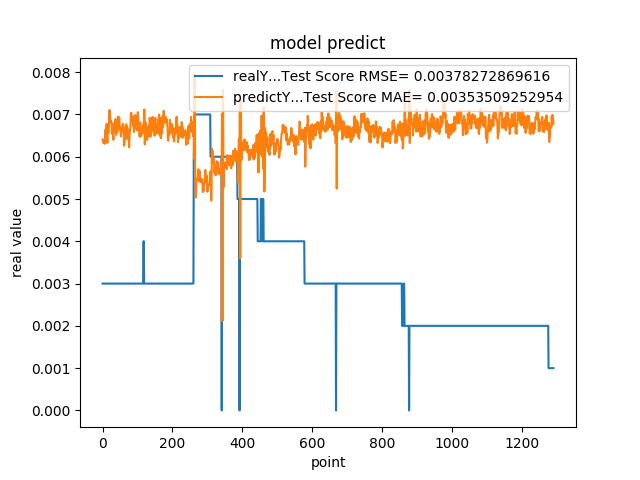 model predict
realY...Test Score RMSE= 0.00378272869616
predictY...Test Score MAE= 0.00353509252954
0.008
0.007
0.006
0.005
0.004
0.003
0.002
0.001
0.000
real value
0 200 400 600 800 1000 1200
point